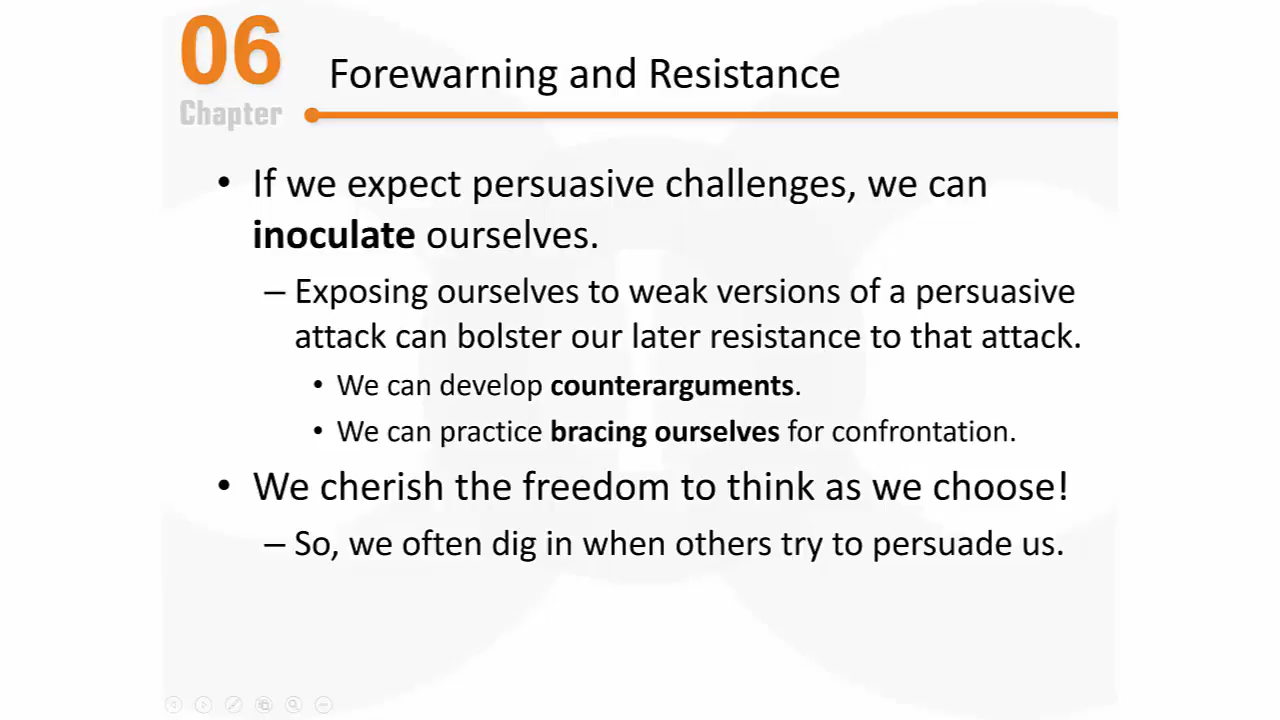 06
Chapter
Forewarning and Resistance
• If we expect persuasive challenges, we can
inoculate ourselves.
– Exposing ourselves to weak versions of a persuasive
attack can bolster our later resistance to that attack.
• We can develop counterarguments.
• We can practice bracing ourselves for confrontation.
• We cherish the freedom to think as we choose!
– So, we often dig in when others try to persuade us.